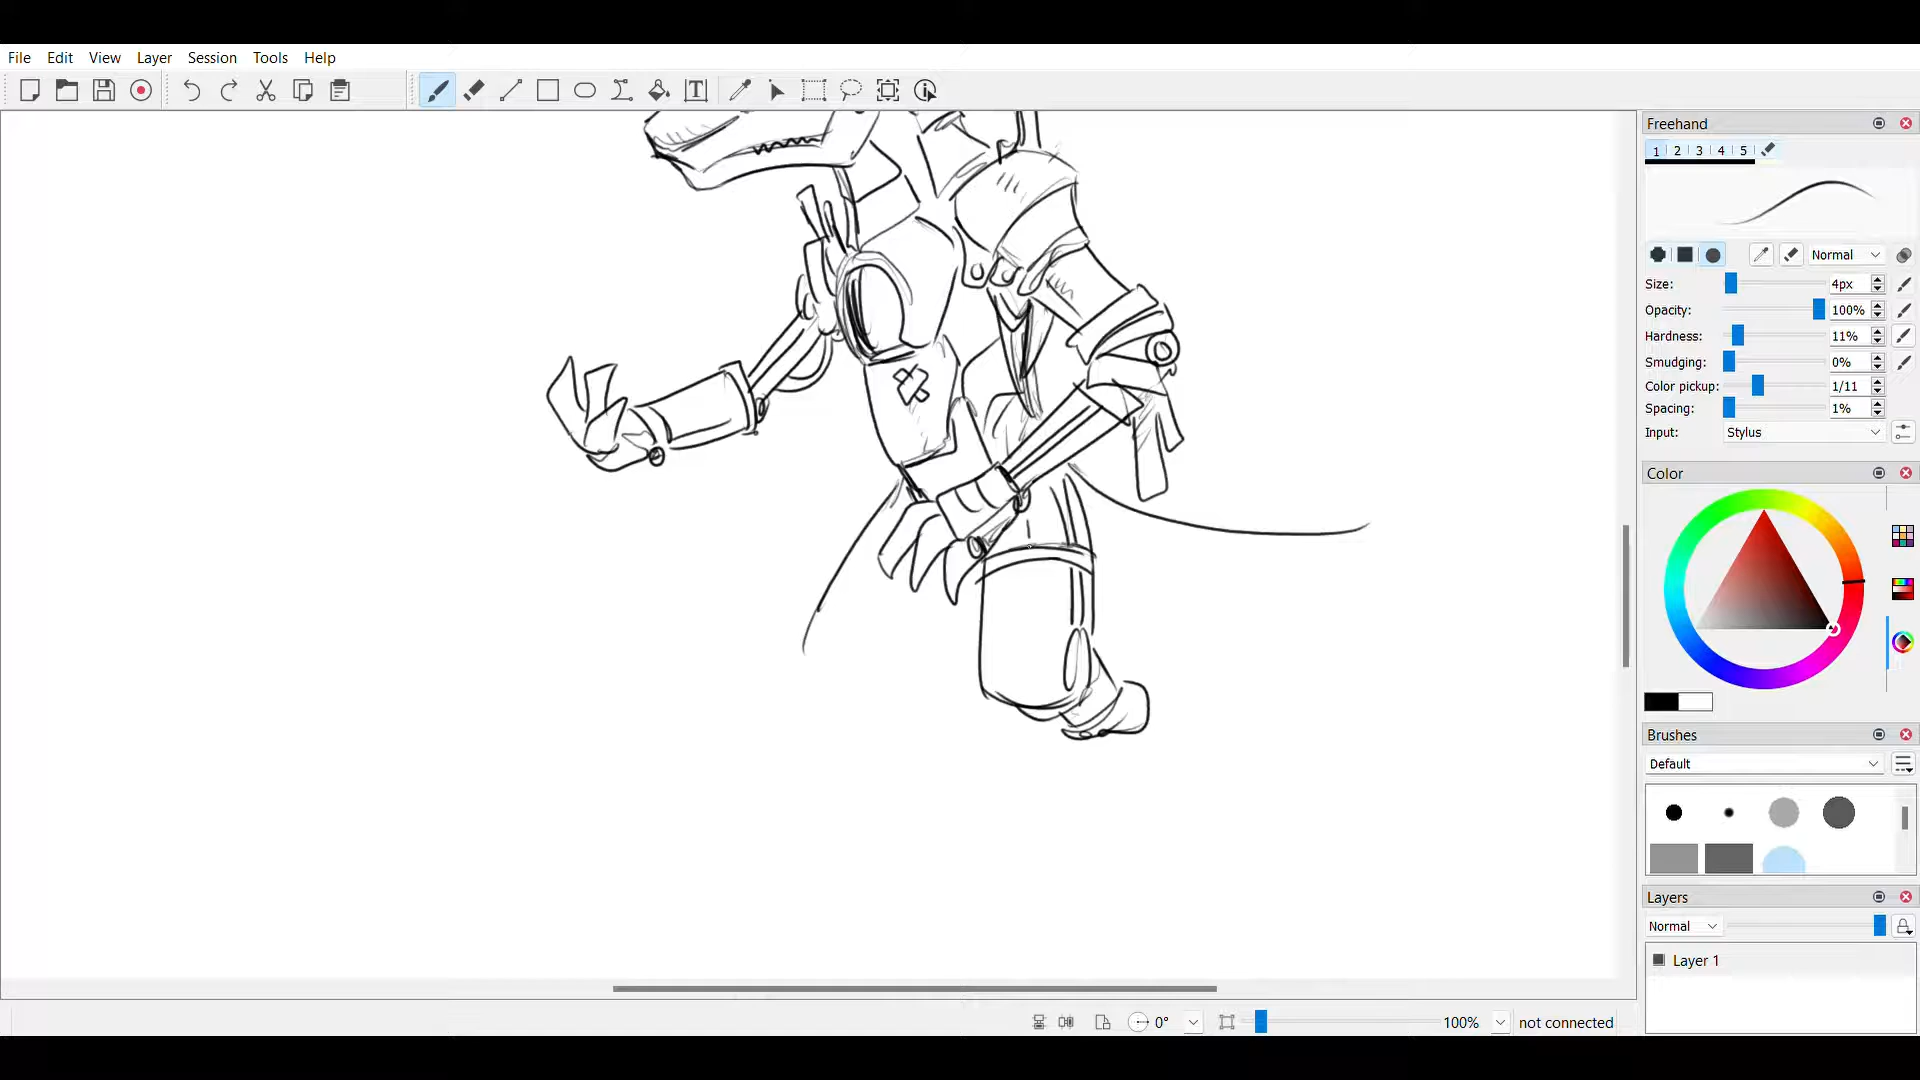 File Edit View Layer Session Tools Help
T
Freehand
1 2 3 4 5
Normal
Size: 4px
Opacity: 100%
Hardness: 11%
Smudging: 0%
Color pickup: 1/11
Spacing: 1%
Input: Stylus
Color
Brushes
Default
Layers
Normal
Layer 1
0° 100% not connected